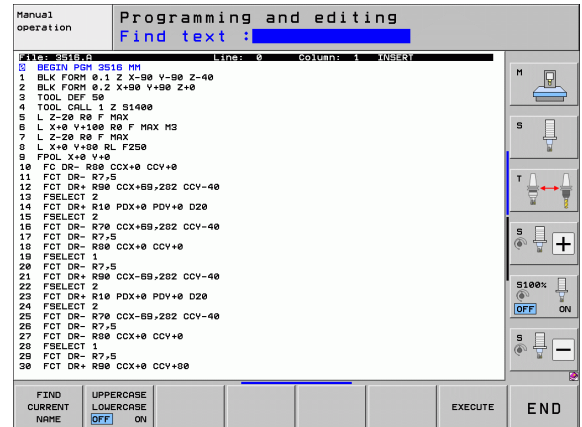 Manual
operation
Programming and editing
Find text :
File: 3516.A Line: 0 Column: 1 INSERT
0 BEGIN PGM 3516 MM
1 BLK FORM 0.1 Z X-90 Y-90 Z-40
2 BLK FORM 0.2 X+90 Y+90 Z+0
3 TOOL DEF 50
4 TOOL CALL 1 Z S1400
5 L Z-20 R0 F MAX
6 L X+0 Y+100 R0 F MAX M3
7 L Z-20 R0 F MAX
8 L X+0 Y+80 RL F250
9 FPOL X+0 Y+0
10 FC DR- R80 CCX+0 CCY+0
11 FCT DR- R7,5
12 FCT DR+ R90 CCX+69,282 CCY-40
13 FSELECT 2
14 FCT DR+ R10 PDX+0 PDY+0 D20
15 FSELECT 2
16 FCT DR- R70 CCX+69,282 CCY-40
17 FCT DR- R7,5
18 FCT DR- R80 CCX+0 CCY+0
19 FSELECT 1
20 FCT DR- R7,5
21 FCT DR+ R90 CCX-69,282 CCY-40
22 FSELECT 2
23 FCT DR+ R10 PDX+0 PDY+0 D20
24 FSELECT 2
25 FCT DR- R70 CCX-69,282 CCY-40
26 FCT DR- R7,5
27 FCT DR- R80 CCX+0 CCY+0
28 FSELECT 1
29 FCT DR- R7,5
30 FCT DR+ R90 CCX+0 CCY+80
M
S
T
S
+
S100%
OFF ON
S
-
FIND
CURRENT
NAME
UPPERCASE
LOWERCASE
OFF ON
EXECUTE
END